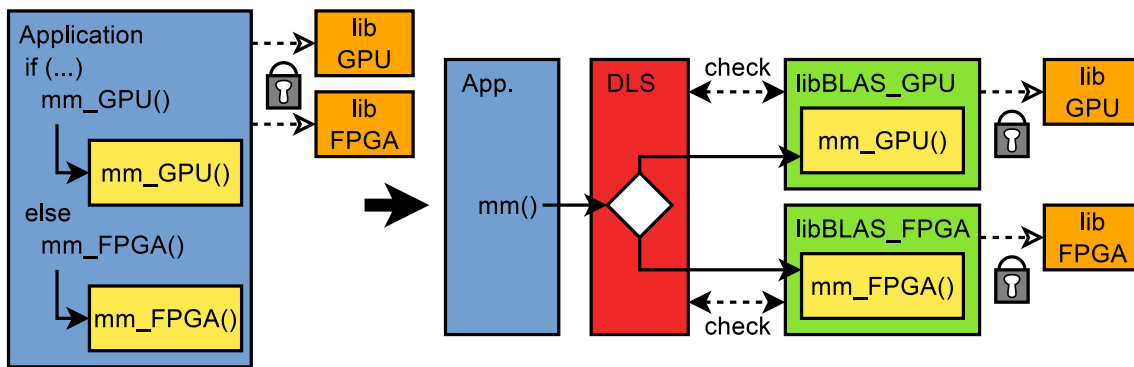 Application
if (...)
mm_GPU()
mm_GPU()
else
mm_FPGA()
mm_FPGA()
lib
GPU
lib
FPGA
App.
mm()
DLS
check
check
libBLAS_GPU
mm_GPU()
libBLAS_FPGA
mm_FPGA()
lib
GPU
lib
FPGA